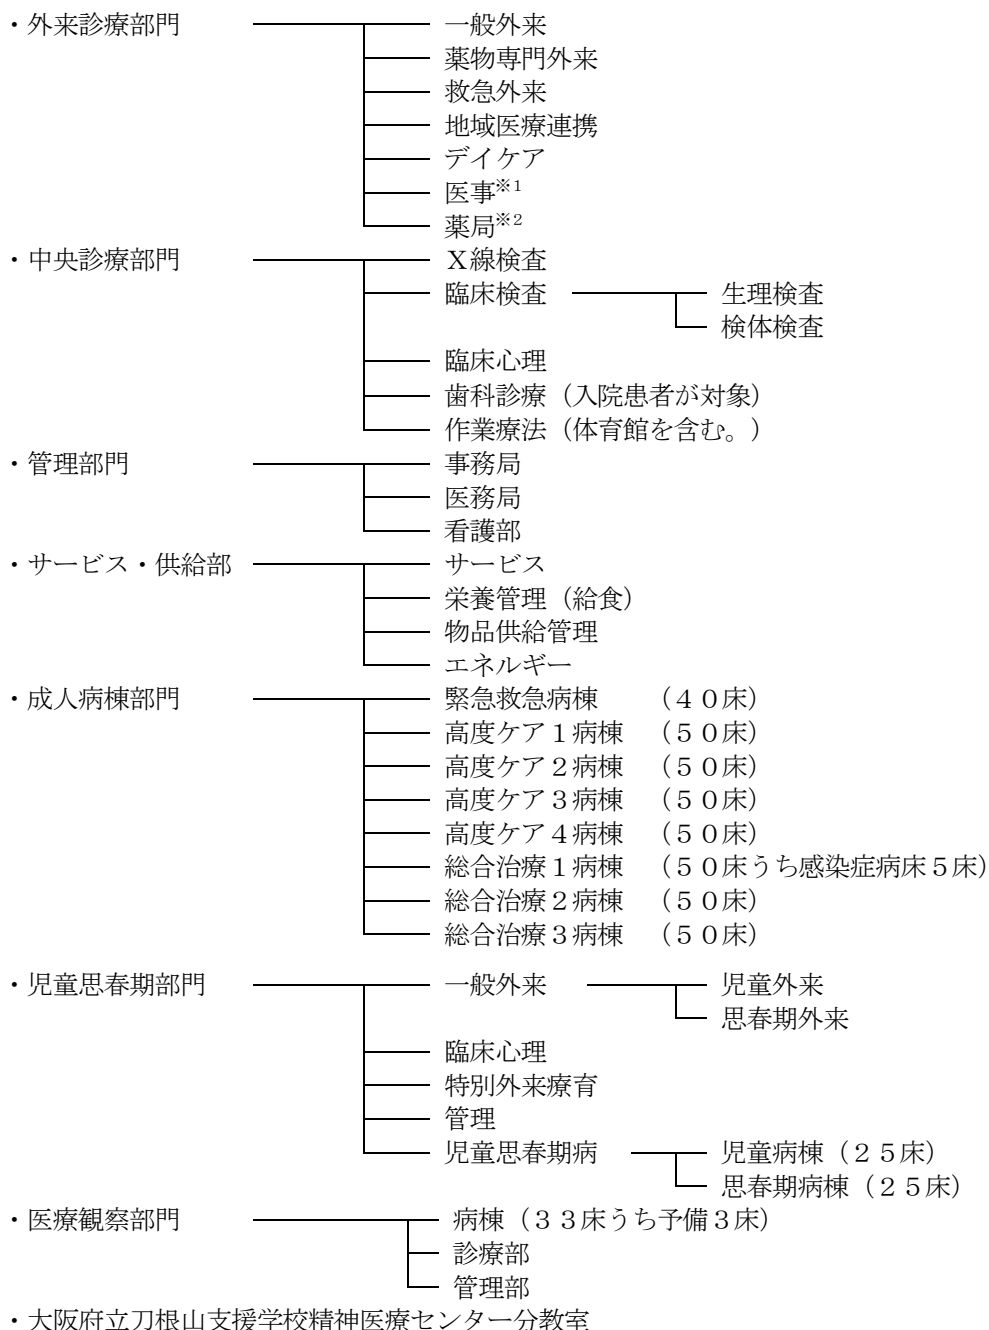 ・外来診療部門 一般外来
薬物専門外来
救急外来
地域医療連携
デイケア
医事※1
薬局※2
・中央診療部門 X線検査
臨床検査 生理検査
検体検査
臨床心理
歯科診療（入院患者が対象）
作業療法（体育館を含む。）
・管理部門 事務局
医務局
看護部
・サービス・供給部 サービス
栄養管理（給食）
物品供給管理
エネルギー
・成人病棟部門 緊急救急病棟 （４０床）
高度ケア１病棟 （５０床）
高度ケア２病棟 （５０床）
高度ケア３病棟 （５０床）
高度ケア４病棟 （５０床）
総合治療１病棟 （５０床うち感染症病床５床）
総合治療２病棟 （５０床）
総合治療３病棟 （５０床）
・児童思春期部門 一般外来 児童外来
思春期外来
臨床心理
特別外来療育
管理
児童思春期病 児童病棟（２５床）
思春期病棟（２５床）
・医療観察部門 病棟（３３床うち予備３床）
診療部
管理部
・大阪府立刀根山支援学校精神医療センター分教室